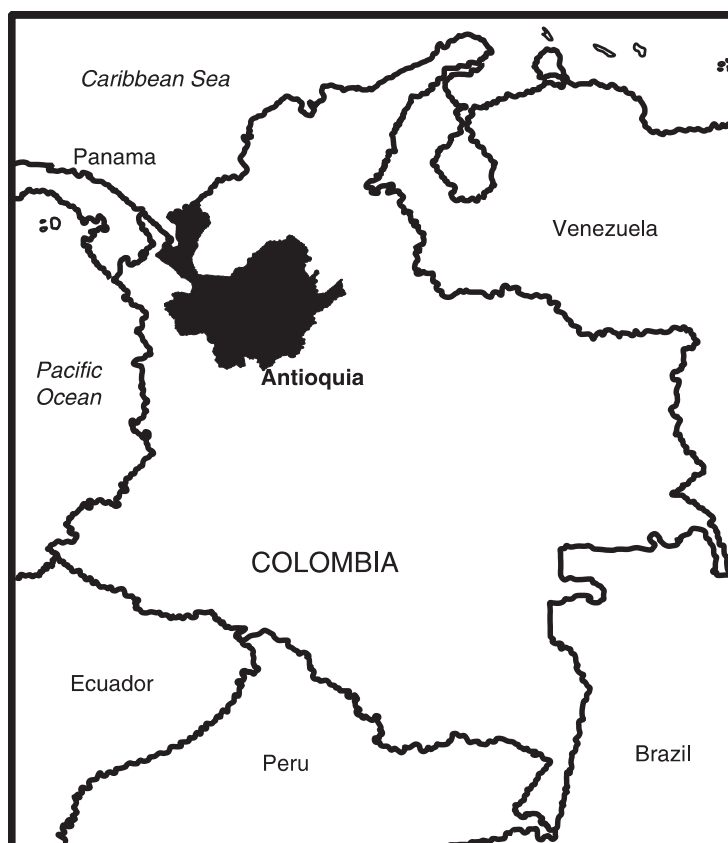 Caribbean Sea
Panama
Venezuela
Pacific
Ocean
Antioquia
COLOMBIA
Ecuador
Peru
Brazil